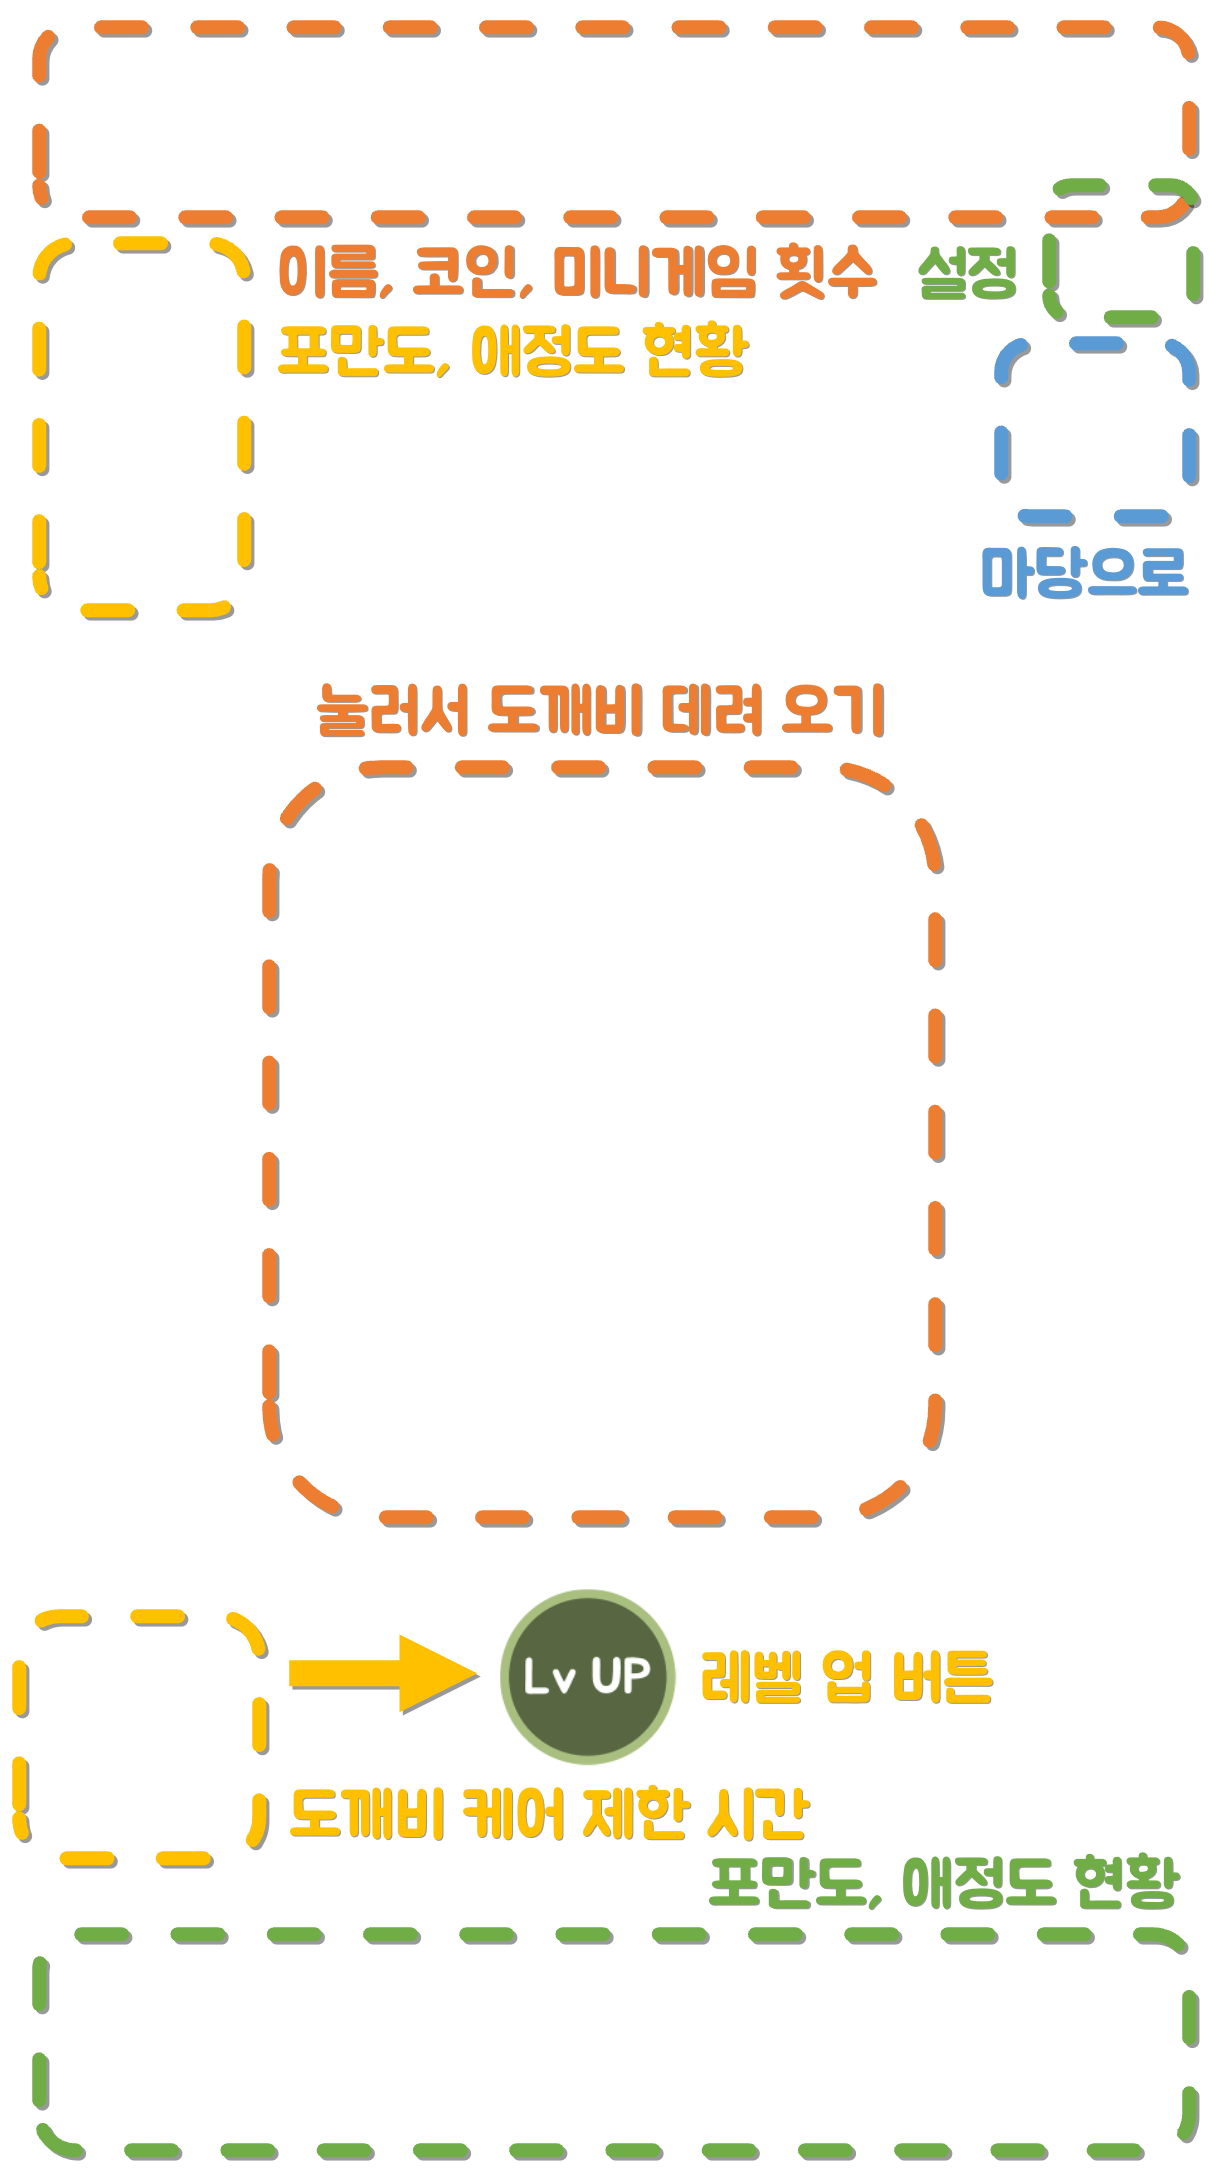 이름, 코인, 미니게임 횟수 설정
포만도, 애정도 현황
마당으로
눌러서 도깨비 데려 오기
Lv UP 레벨 업 버튼
도깨비 케어 제한 시간
포만도, 애정도 현황